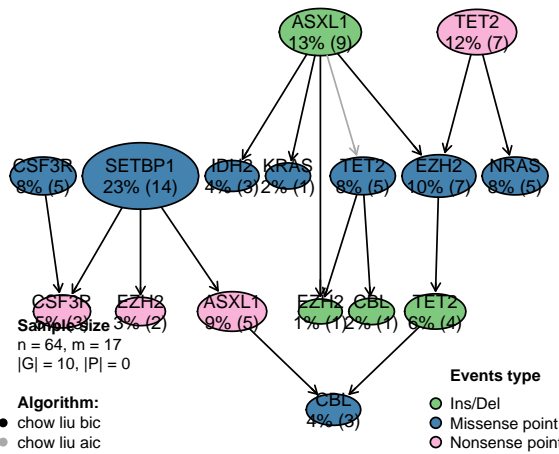 ASXL1
13% (9)
TET2
12% (7)
CSF3R
8% (5)
SETBP1
23% (14)
IDH2
4% (3)
KRAS
2% (1)
TET2
8% (5)
EZH2
10% (7)
NRAS
8% (5)
CSF3R
5% (3)
EZH2
3% (2)
ASXL1
9% (5)
EZH2
1% (1)
CBL
2% (1)
TET2
6% (4)
Sample size
n = 64, m = 17
|G| = 10, |P| = 0
CBL
4% (3)
Algorithm:
chow liu bic
chow liu aic
Events type
Ins/Del
Missense point
Nonsense point